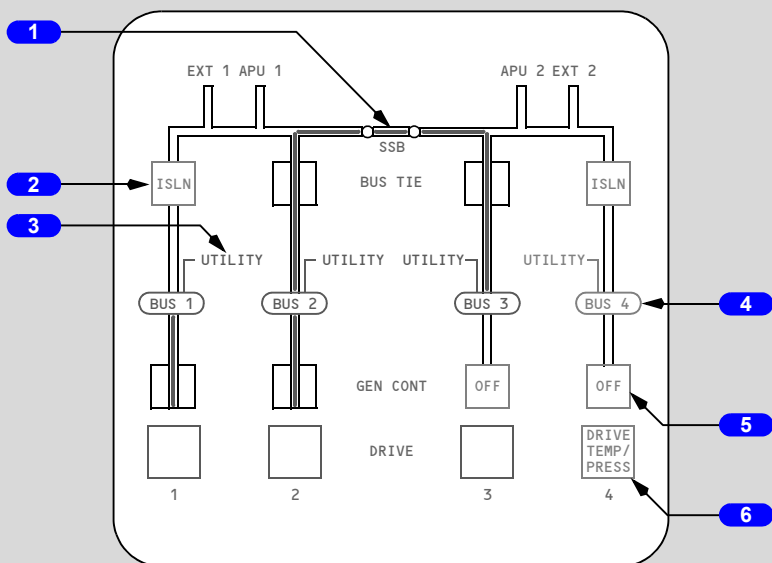 1
EXT 1 APU 1
APU 2 EXT 2
SSB
2
ISLN
BUS TIE
ISLN
3
UTILITY
UTILITY
UTILITY
UTILITY
BUS 1
BUS 2
BUS 3
BUS 4
4
GEN CONT
OFF
OFF
5
DRIVE
DRIVE
TEMP/
PRESS
1
2
3
4
6